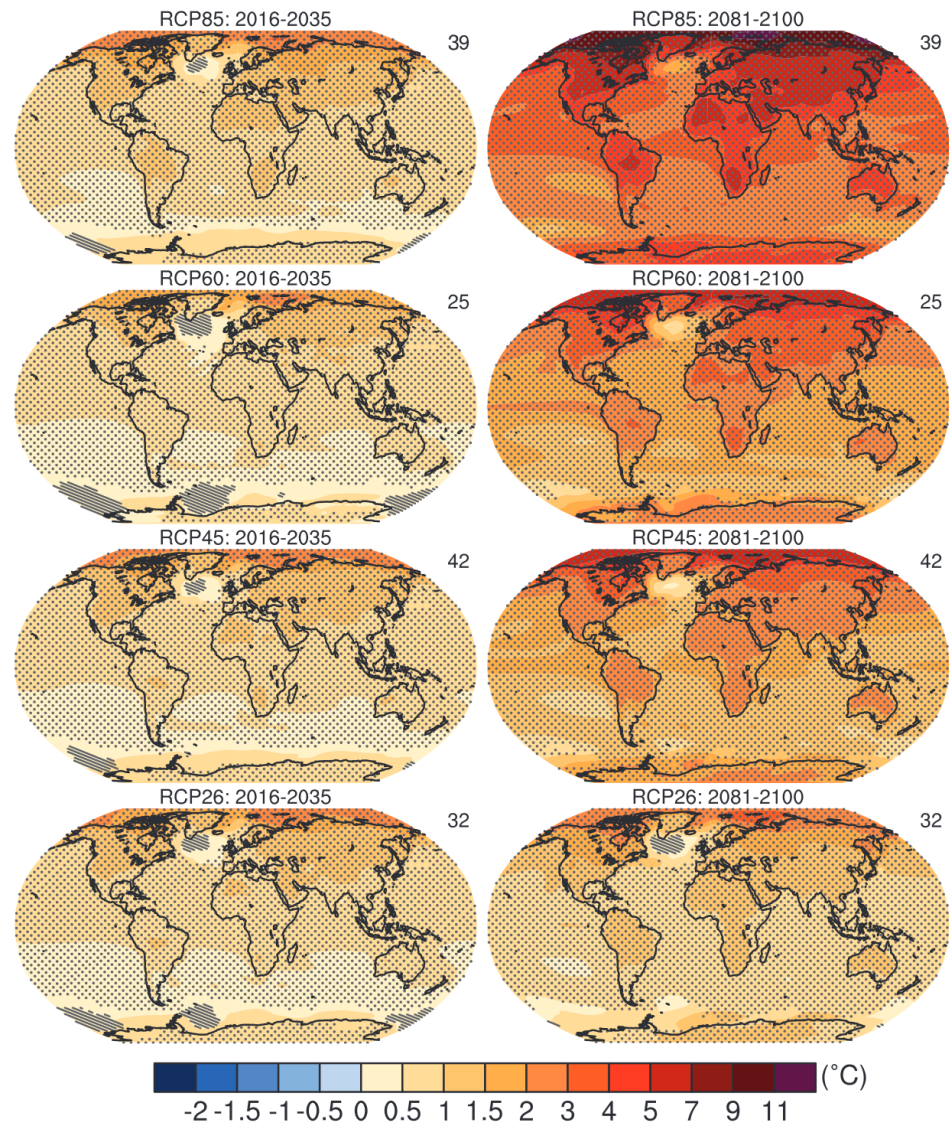 RCP85: 2016-2035
39
RCP85: 2081-2100
39
RCP60: 2016-2035
25
RCP60: 2081-2100
25
RCP45: 2016-2035
42
RCP45: 2081-2100
42
RCP26: 2016-2035
32
RCP26: 2081-2100
32
(°C)
-2 -1.5 -1 -0.5 0 0.5 1 1.5 2 3 4 5 7 9 11